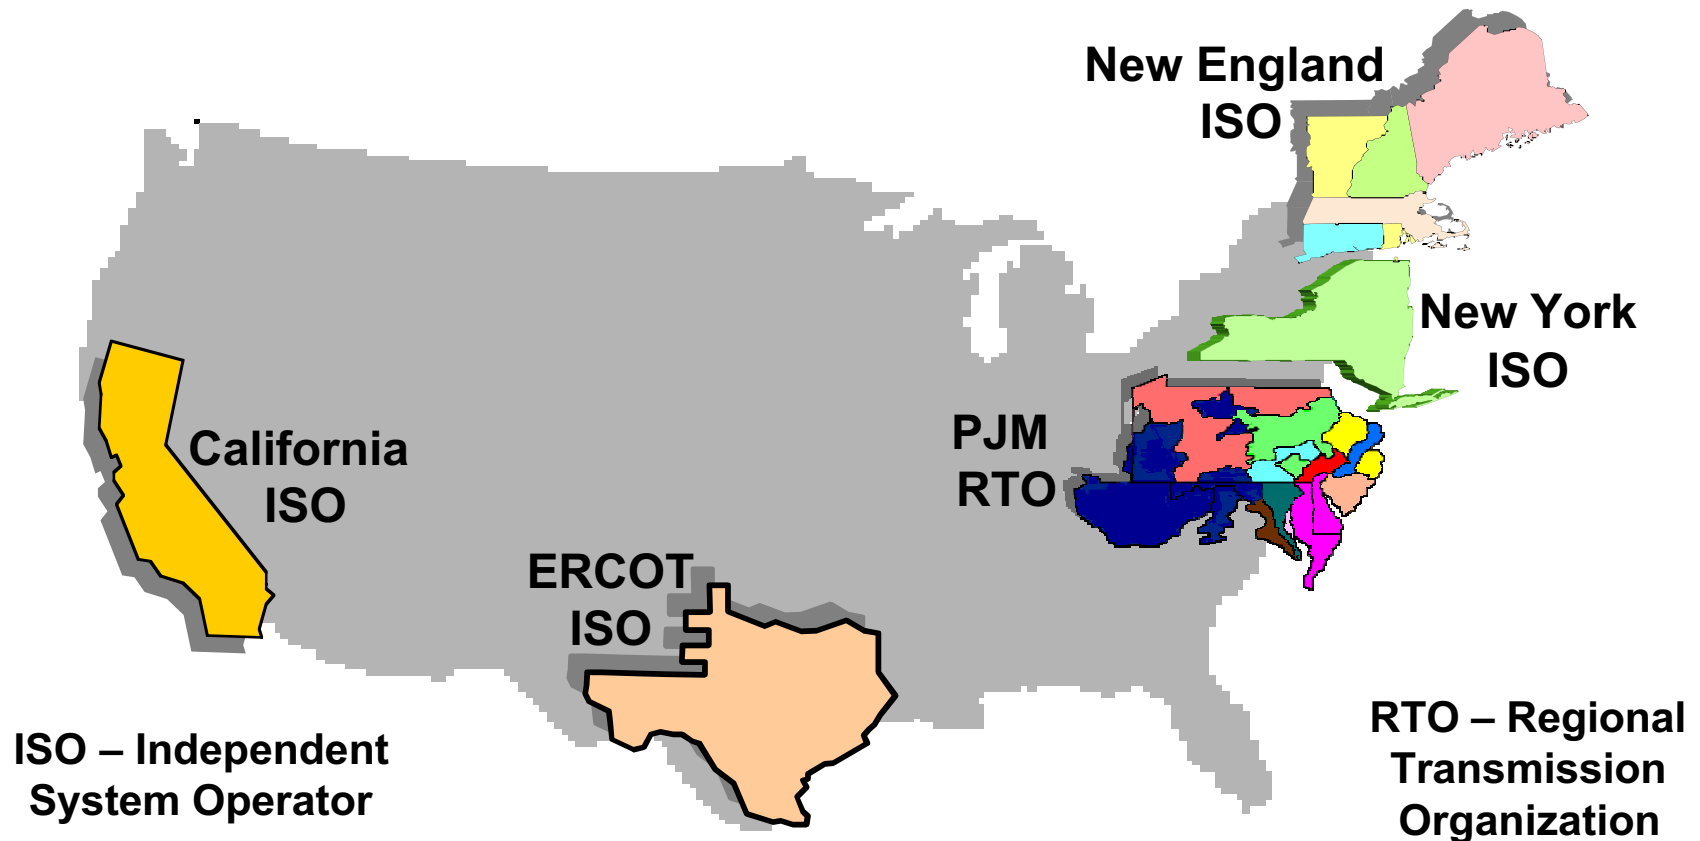 New England
ISO
New York
ISO
PJM
RTO
California
ISO
ERCOT
ISO
ISO – Independent
System Operator
RTO – Regional
Transmission
Organization